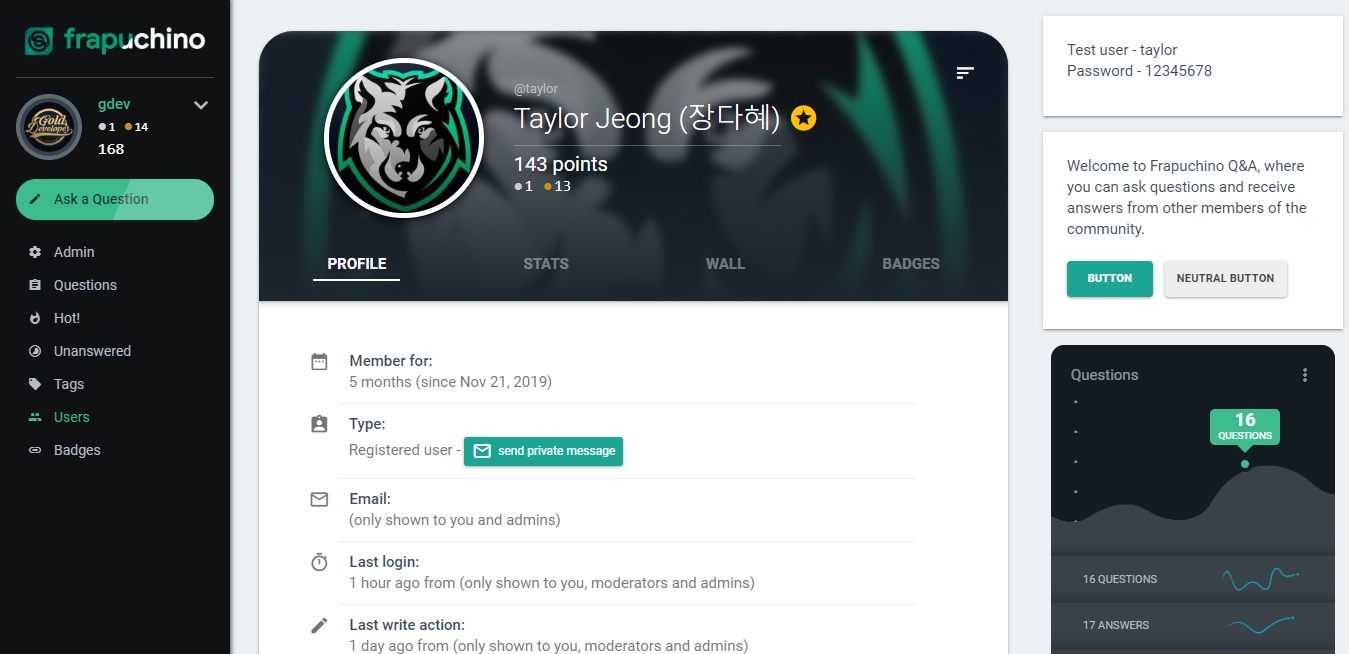 frapuchino
gdev
1 14
168
Ask a Question
Admin
Questions
Hot!
Unanswered
Tags
Users
Badges
Gold
Developer
@taylor
Taylor Jeong (장다혜)
143 points
1 13
PROFILE STATS WALL BADGES
Member for:
5 months (since Nov 21, 2019)
Type:
Registered user - send private message
Email:
(only shown to you and admins)
Last login:
1 hour ago from (only shown to you, moderators and admins)
Last write action:
1 day ago from (only shown to you, moderators and admins)
Test user - taylor
Password - 12345678
Welcome to Frapuchino Q&A, where
you can ask questions and receive
answers from other members of the
community.
BUTTON NEUTRAL BUTTON
Questions
16
QUESTIONS
16 QUESTIONS
17 ANSWERS